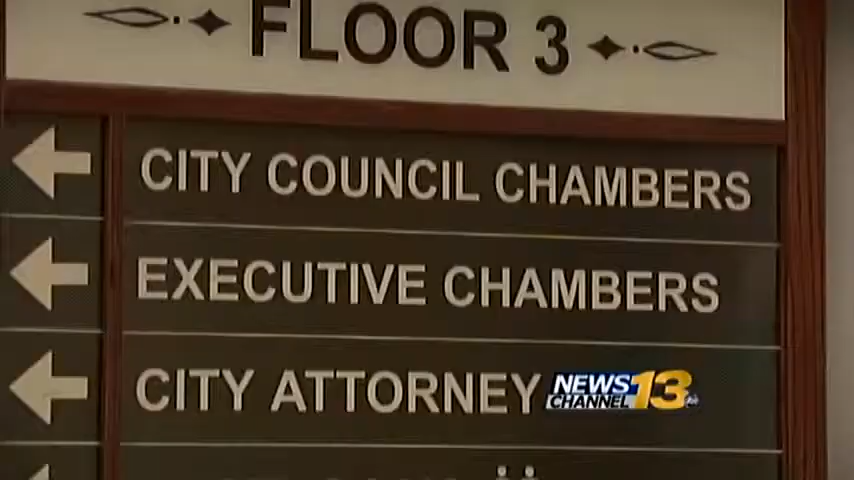 FLOOR 3
CITY COUNCIL CHAMBERS
EXECUTIVE CHAMBERS
CITY ATTORNEY
NEWS 13
CHANNEL